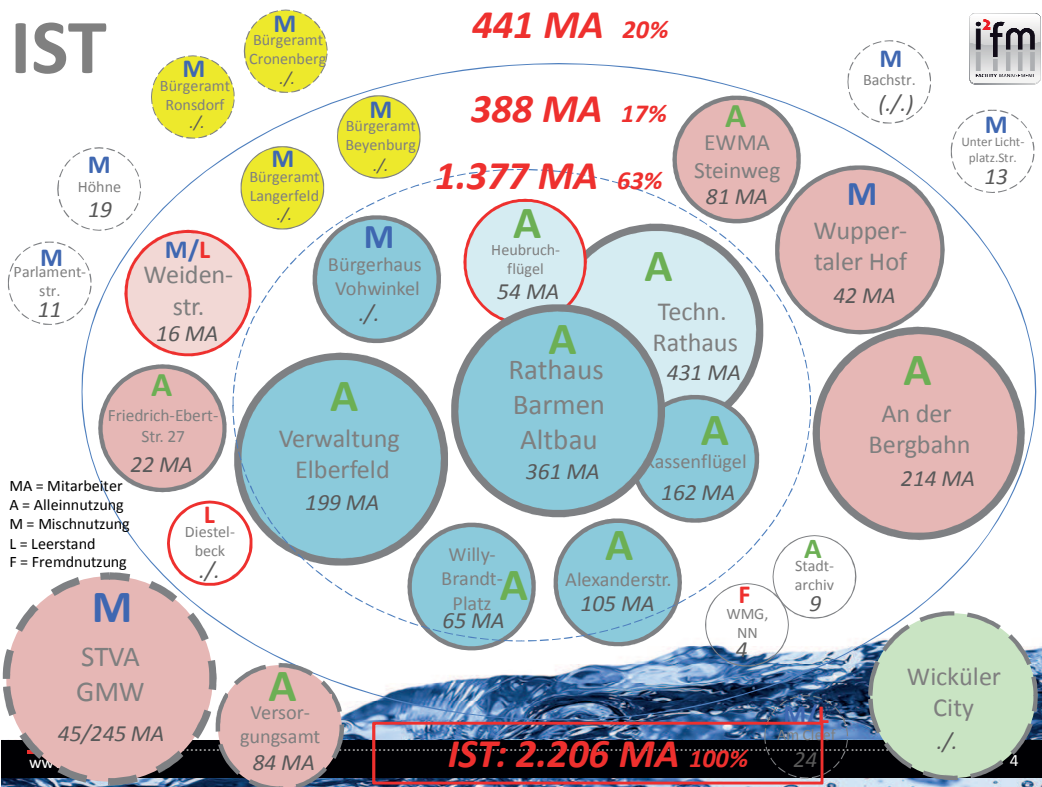 IST
441 MA 20%
388 MA 17%
1.377 MA 63%
i²fm
FACILITY MANAGEMENT
M
Bürgeramt
Cronenberg
./.
M
Bürgeramt
Ronsdorf
./.
M
Bürgeramt
Beyenburg
./.
M
Bürgeramt
Langerfeld
./.
M
Bachstr.
(./.)
M
Unter Licht-
platz.Str.
13
A
EWMA
Steinweg
81 MA
M
Höhne
19
M
Parlament-
str.
11
M/L
Weiden-
str.
16 MA
M
Bürgerhaus
Vohwinkel
./.
A
Heubruch-
flügel
54 MA
A
Techn.
Rathaus
431 MA
M
Wupper-
taler Hof
42 MA
A
Friedrich-Ebert-
Str. 27
22 MA
A
Verwaltung
Elberfeld
199 MA
A
Rathaus
Barmen
Altbau
361 MA
A
Kassenflügel
162 MA
A
An der
Bergbahn
214 MA
MA = Mitarbeiter
A = Alleinnutzung
M = Mischnutzung
L = Leerstand
F = Fremdnutzung
L
Diestel-
beck
./.
Willy-
Brandt-
Platz A
65 MA
A
Alexanderstr.
105 MA
A
Stadt-
archiv
9
F
WMG,
NN
4
M
STVA
GMW
45/245 MA
A
Versor-
gungsamt
84 MA
Wicküler
City
./.
24
IST: 2.206 MA 100%
4